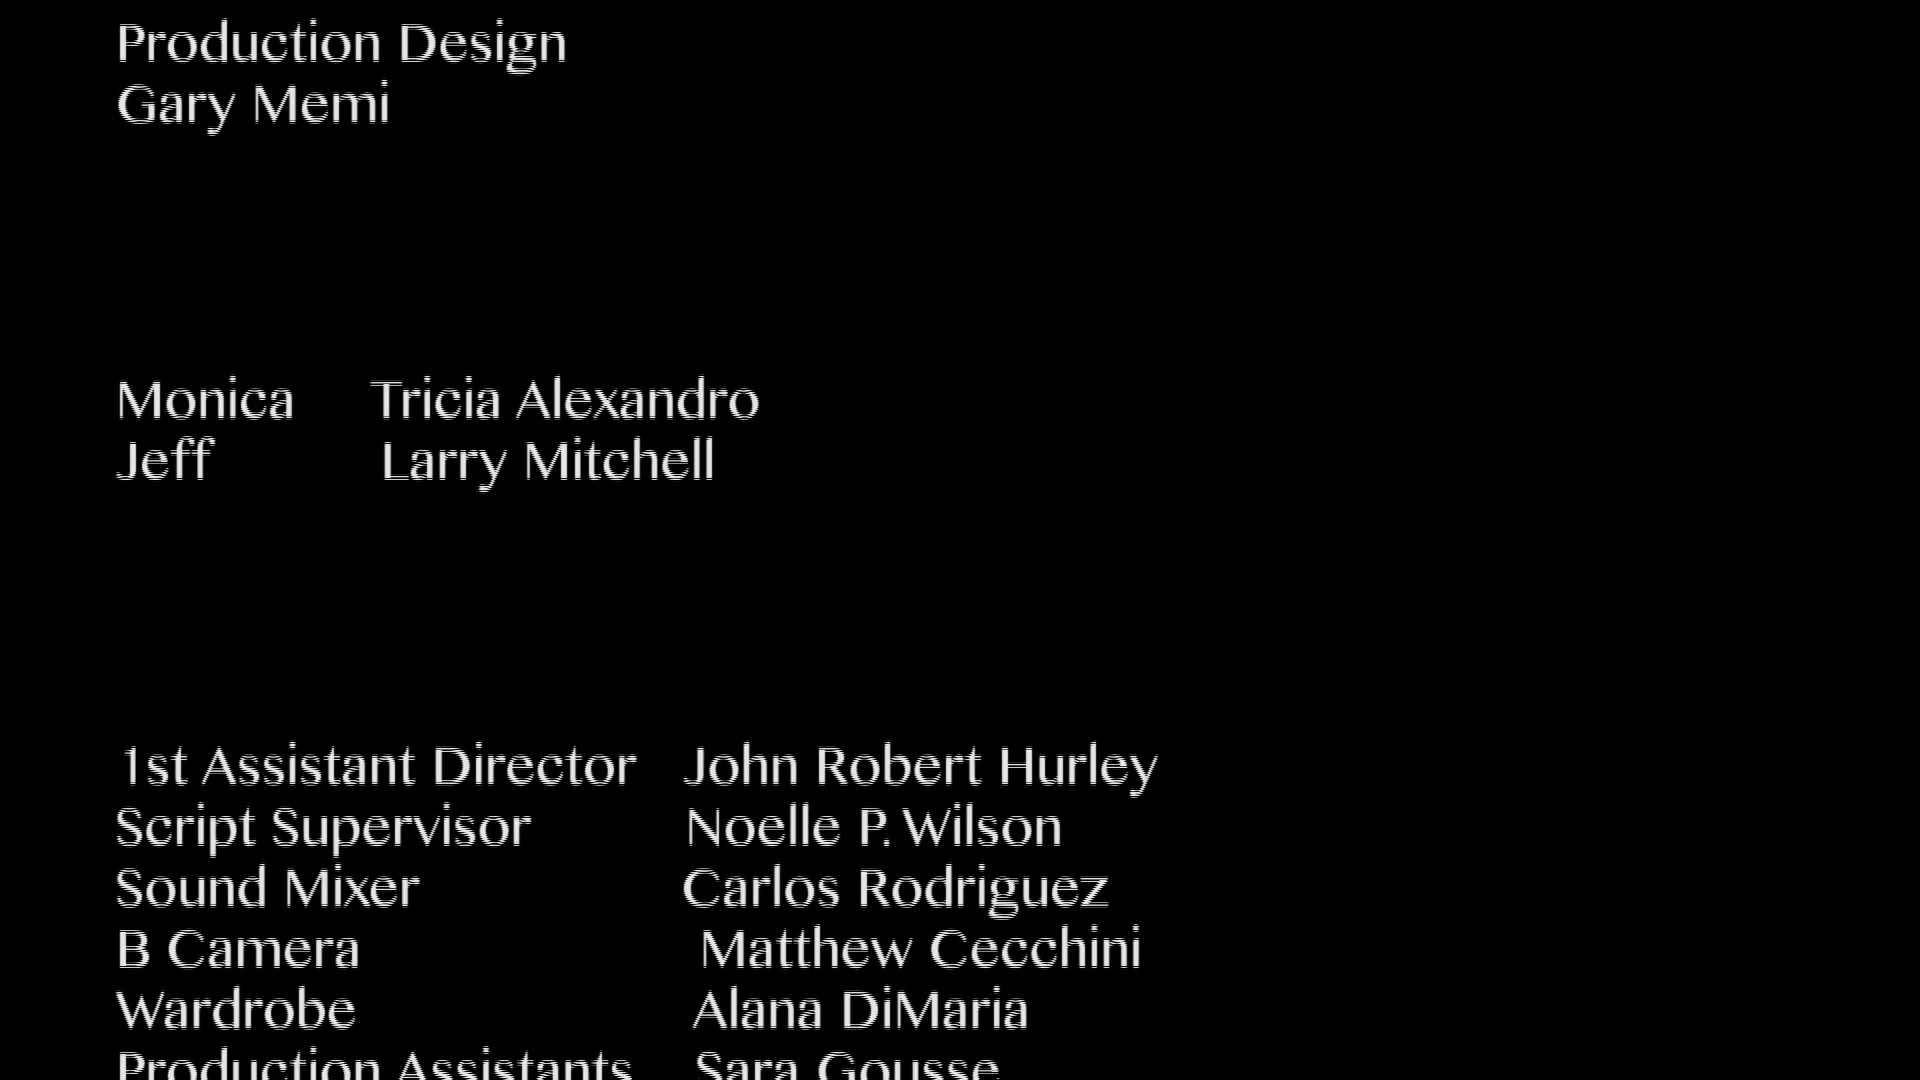 Production Design
Gary Memi
Monica Tricia Alexandro
Jeff Larry Mitchell
1st Assistant Director John Robert Hurley
Script Supervisor Noelle P. Wilson
Sound Mixer Carlos Rodriguez
B Camera Matthew Cecchini
Wardrobe Alana DiMaria
Production Assistants Sara Gousse